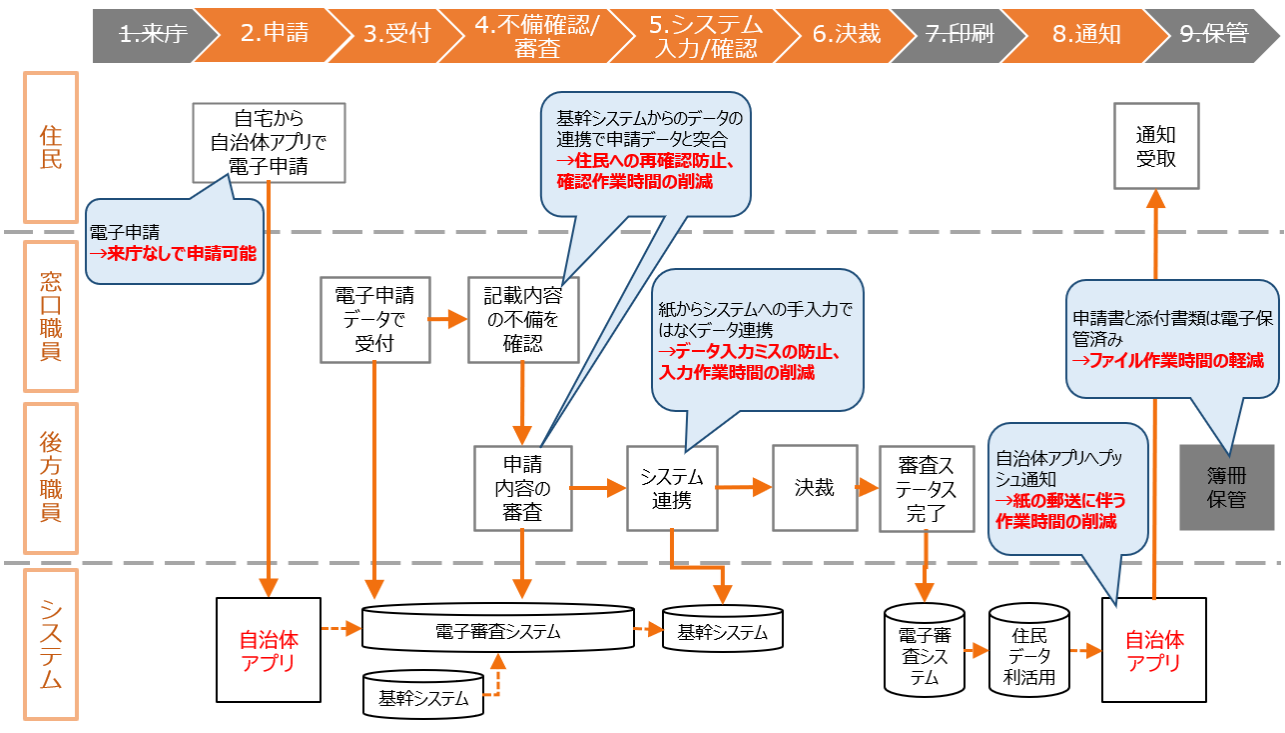 1.来庁
2.申請
3.受付
4.不備確認/
審査
5.システム
入力/確認
6.決裁
7.印刷
8.通知
9.保管
住民
自宅から
自治体アプリで
電子申請
基幹システムからのデータの
連携で申請データと突合
→住民への再確認防止、
確認作業時間の削減
通知
受取
電子申請
→来庁なしで申請可能
窓口職員
電子申請
データで
受付
記載内容
の不備を
確認
紙からシステムへの手入力で
はなくデータ連携
→データ入力ミスの防止、
入力作業時間の削減
申請書と添付書類は電子保
管済み
→ファイル作業時間の軽減
後方職員
申請
内容の
審査
システム
連携
決裁
審査ス
テータス
完了
自治体アプリへプッ
シュ通知
→紙の郵送に伴う
作業時間の削減
簿冊
保管
システム
自治体
アプリ
電子審査システム
基幹システム
基幹システム
電子審
査シス
テム
住民
データ
利活用
自治体
アプリ